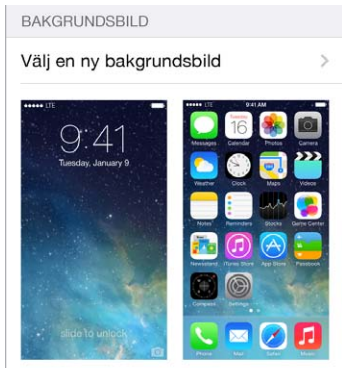 BAKGRUNDSBILD
Välj en ny bakgrundsbild
LTE
9:41
Tuesday, January 9
slide to unlock
LTE 9:41 AM
Tuesday
16
Messages Calendar Photos Camera
Weather Clock Maps Videos
Notes Reminders Stocks Game Center
Newsstand iTunes Store App Store Passbook
Compass Settings
Phone Mail Safari Music